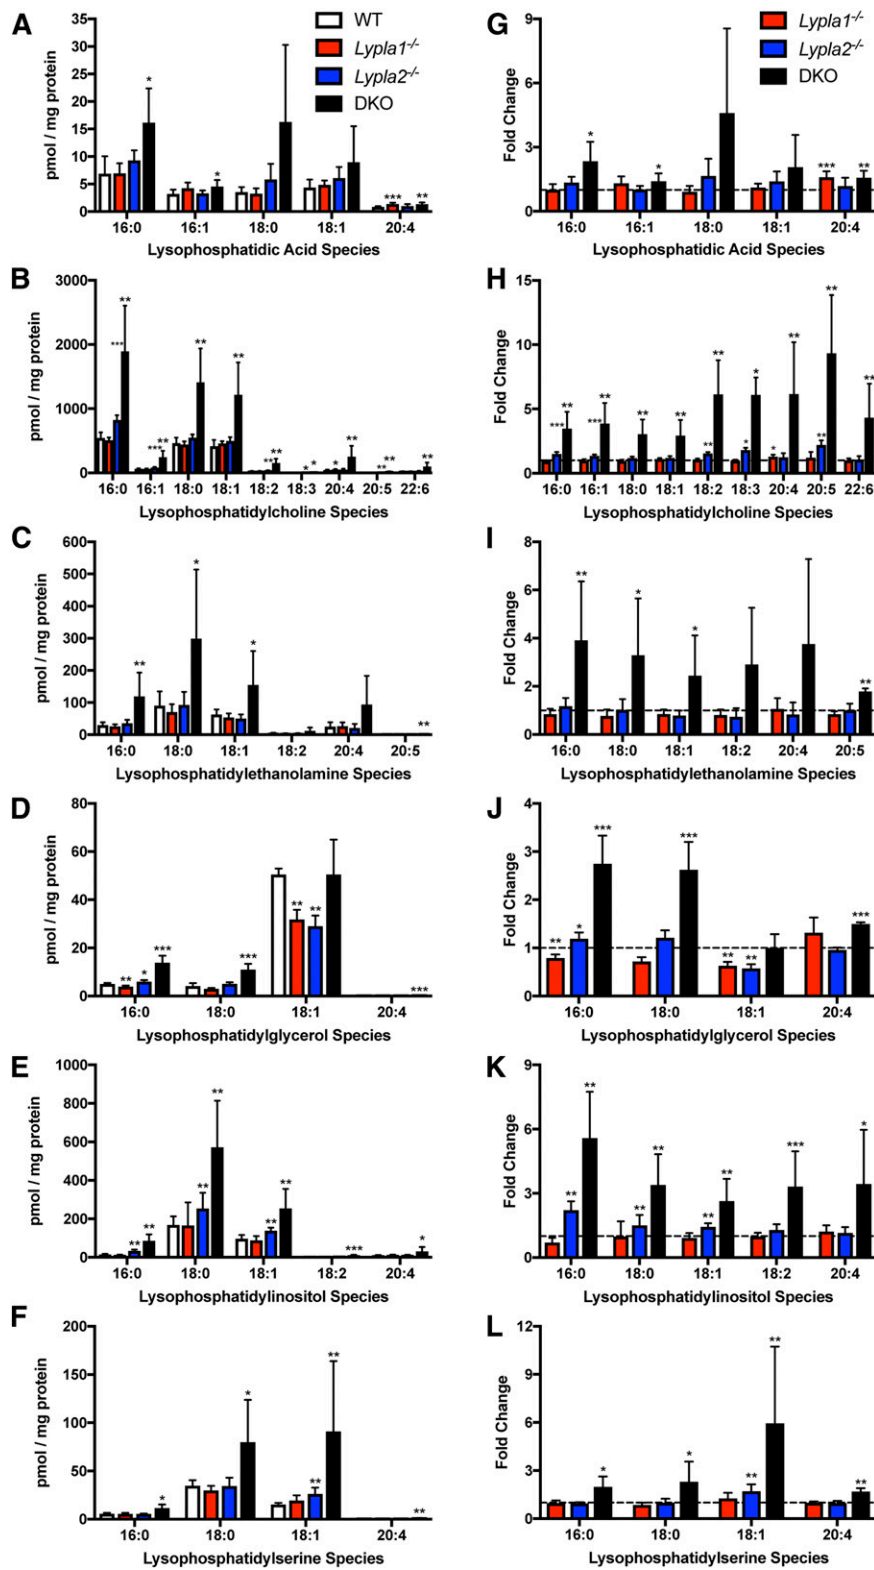 A
WT
Lypla1-/-
Lypla2-/-
DKO
pmol / mg protein
35
30
25
20
15
10
5
0
* * *** **
16:0 16:1 18:0 18:1 20:4
Lysophosphatidic Acid Species
G
Lypla1-/-
Lypla2-/-
DKO
Fold Change
9
6
3
0
* * *** **
16:0 16:1 18:0 18:1 20:4
Lysophosphatidic Acid Species
B
pmol / mg protein
3000
2000
1000
0
*** ** *** ** ** ** ** ** * * * ** ** ** **
16:0 16:1 18:0 18:1 18:2 18:3 20:4 20:5 22:6
Lysophosphatidylcholine Species
H
Fold Change
15
10
5
0
*** ** *** ** ** ** ** ** * * * ** ** ** **
16:0 16:1 18:0 18:1 18:2 18:3 20:4 20:5 22:6
Lysophosphatidylcholine Species
C
pmol / mg protein
600
500
400
300
200
100
0
** * * **
16:0 18:0 18:1 18:2 20:4 20:5
Lysophosphatidylethanolamine Species
I
Fold Change
8
6
4
2
0
** * * **
16:0 18:0 18:1 18:2 20:4 20:5
Lysophosphatidylethanolamine Species
D
pmol / mg protein
80
60
40
20
0
** * *** *** ** ** ***
16:0 18:0 18:1 20:4
Lysophosphatidylglycerol Species
J
Fold Change
4
3
2
1
0
** * *** *** ** ** ***
16:0 18:0 18:1 20:4
Lysophosphatidylglycerol Species
E
pmol / mg protein
1000
800
600
400
200
0
** ** ** ** ** ** *** *
16:0 18:0 18:1 18:2 20:4
Lysophosphatidylinositol Species
K
Fold Change
9
6
3
0
** ** ** ** ** ** *** *
16:0 18:0 18:1 18:2 20:4
Lysophosphatidylinositol Species
F
pmol / mg protein
200
150
100
50
0
* * ** ** **
16:0 18:0 18:1 20:4
Lysophosphatidylserine Species
L
Fold Change
12
9
6
3
0
* * ** ** **
16:0 18:0 18:1 20:4
Lysophosphatidylserine Species